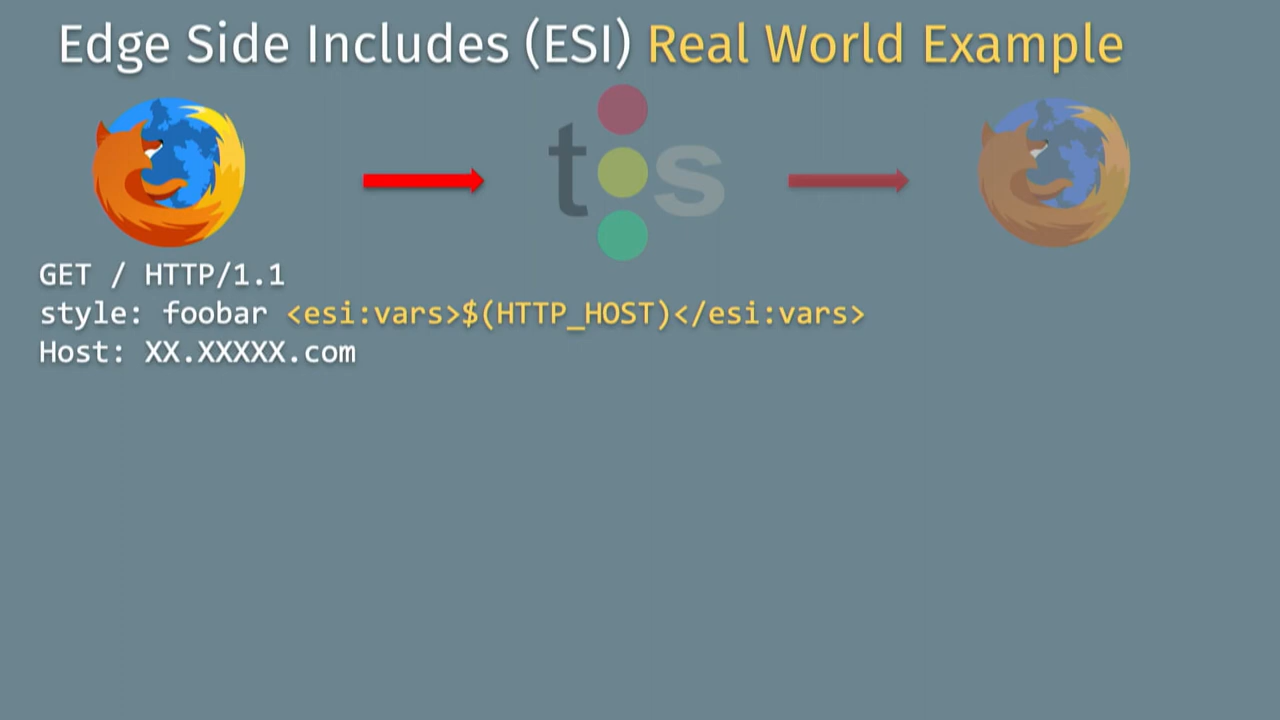 Edge Side Includes (ESI) Real World Example
ts
GET / HTTP/1.1
style: foobar <esi:vars>$(HTTP_HOST)</esi:vars>
Host: XX.XXXXX.com